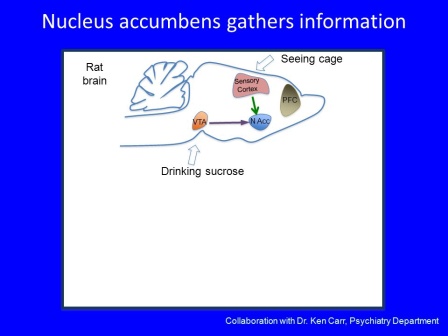 Nucleus accumbens gathers information
Seeing cage
Rat
brain
Sensory
Cortex
PFC
VTA
N Acc
Drinking sucrose
Collaboration with Dr. Ken Carr, Psychiatry Department